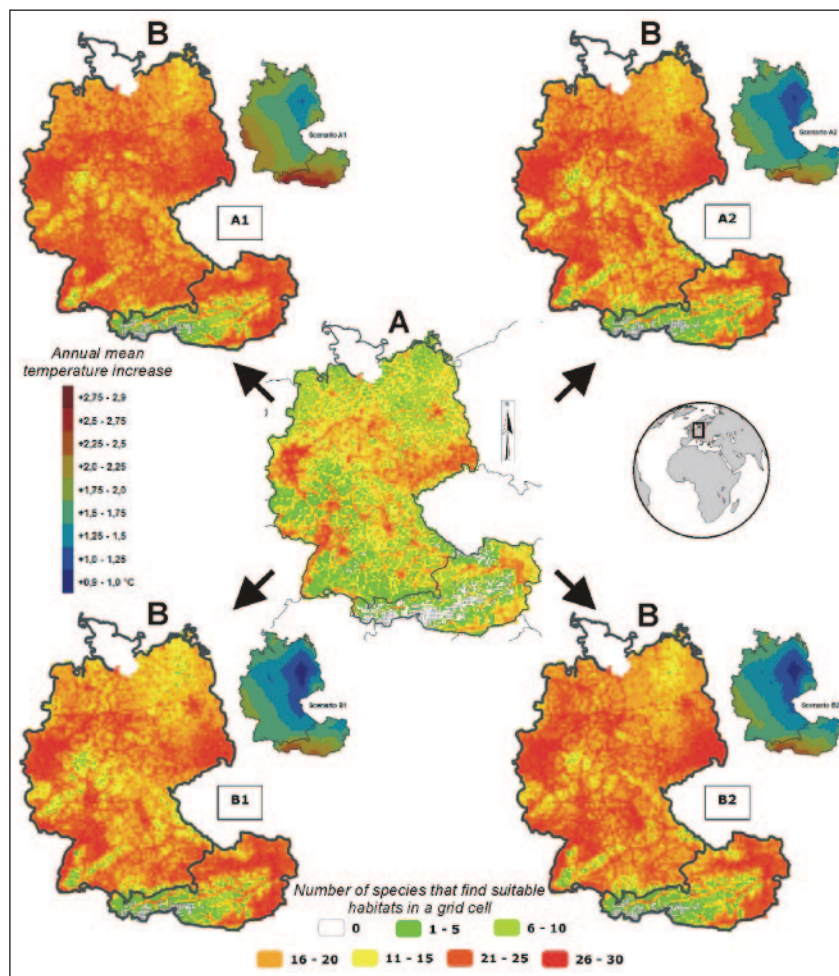 B
B
Scenario A1
Scenario A2
A1
A2
A
Annual mean
temperature increase
+2,75 - 2,9
+2,5 - 2,75
+2,25 - 2,5
+2,0 - 2,25
+1,75 - 2,0
+1,5 - 1,75
+1,25 - 1,5
+1,0 - 1,25
+0,9 - 1,0 °C
N
B
B
Scenario B1
Scenario B2
B1
B2
Number of species that find suitable
habitats in a grid cell
0 1 - 5 6 - 10
16 - 20 11 - 15 21 - 25 26 - 30